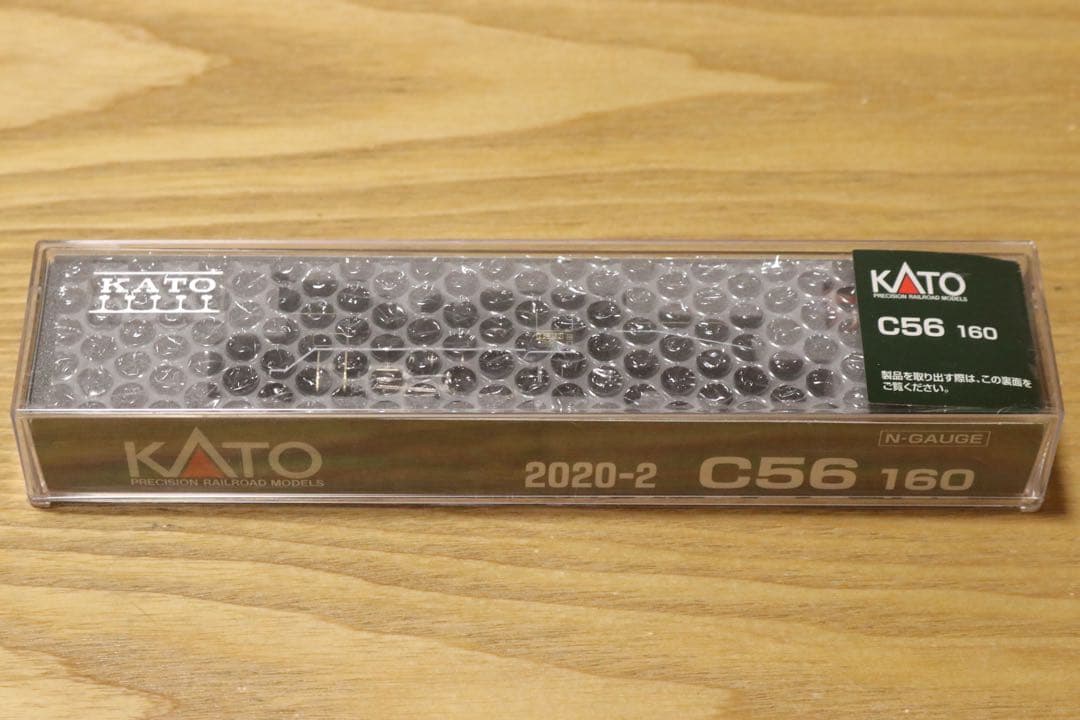 KATO
KATO
PRECISION RAILROAD MODELS
C56 160
製品を取り出す際は、この裏面を
ご覧ください。
KATO
PRECISION RAILROAD MODELS
N-GAUGE
2020-2 C56 160